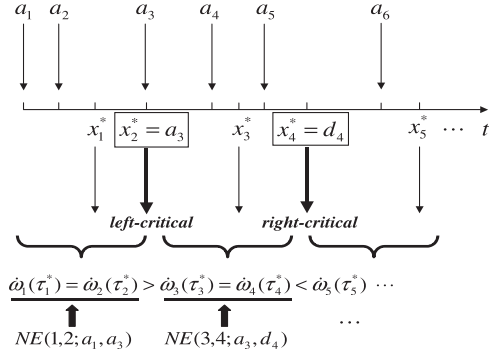 a₁ a₂ a₃ a₄ a₅ a₆
x₁* x₂* = a₃ x₃* x₄* = d₄ x₅* ⋯ t
left-critical right-critical
ω̇₁(τ₁*) = ω̇₂(τ₂*) > ω̇₃(τ₃*) = ω̇₄(τ₄*) < ω̇₅(τ₅*) ⋯
NE(1,2;a₁,a₃) NE(3,4;a₃,d₄) ⋯